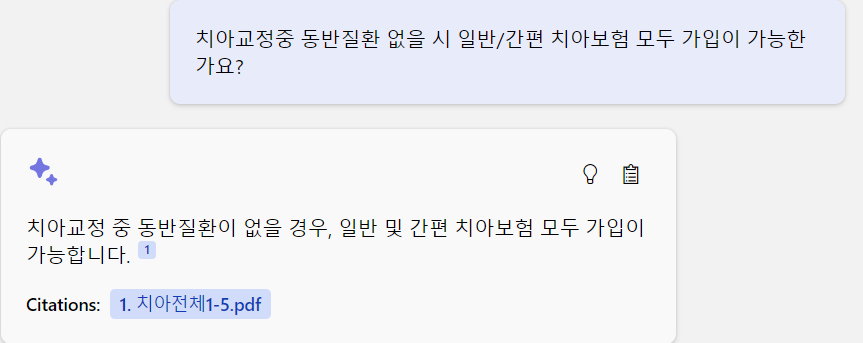 치아교정중 동반질환 없을 시 일반/간편 치아보험 모두 가입이 가능한
가요?
치아교정 중 동반질환이 없을 경우, 일반 및 간편 치아보험 모두 가입이
가능합니다. 1
Citations: 1. 치아전체1-5.pdf